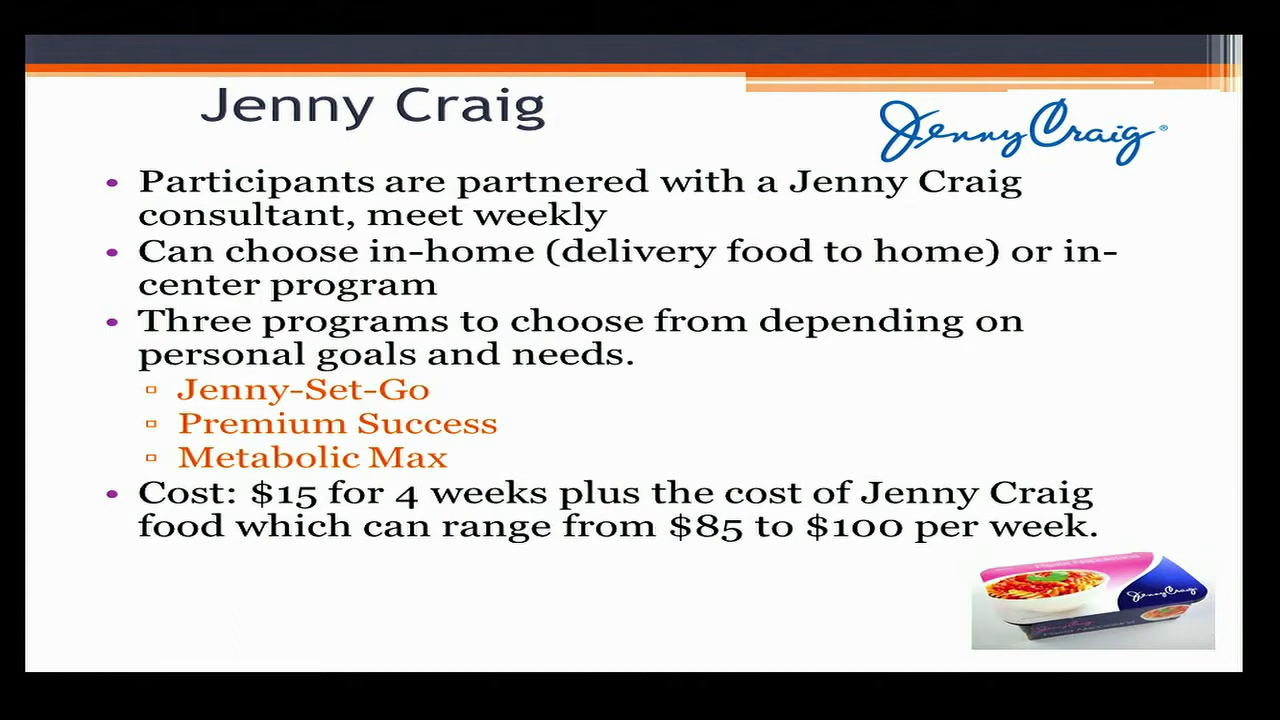 Jenny Craig
Jenny Craig®
• Participants are partnered with a Jenny Craig
consultant, meet weekly
• Can choose in-home (delivery food to home) or in-
center program
• Three programs to choose from depending on
personal goals and needs.
▫ Jenny-Set-Go
▫ Premium Success
▫ Metabolic Max
• Cost: $15 for 4 weeks plus the cost of Jenny Craig
food which can range from $85 to $100 per week.
Jenny Craig